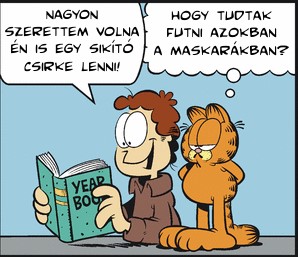 NAGYON
SZERETTEM VOLNA
ÉN IS EGY SIKÍTÓ
CSIRKE LENNI!
HOGY TUDTAK
FUTNI AZOKBAN
A MASKARÁKBAN?
YEAR
BOOK